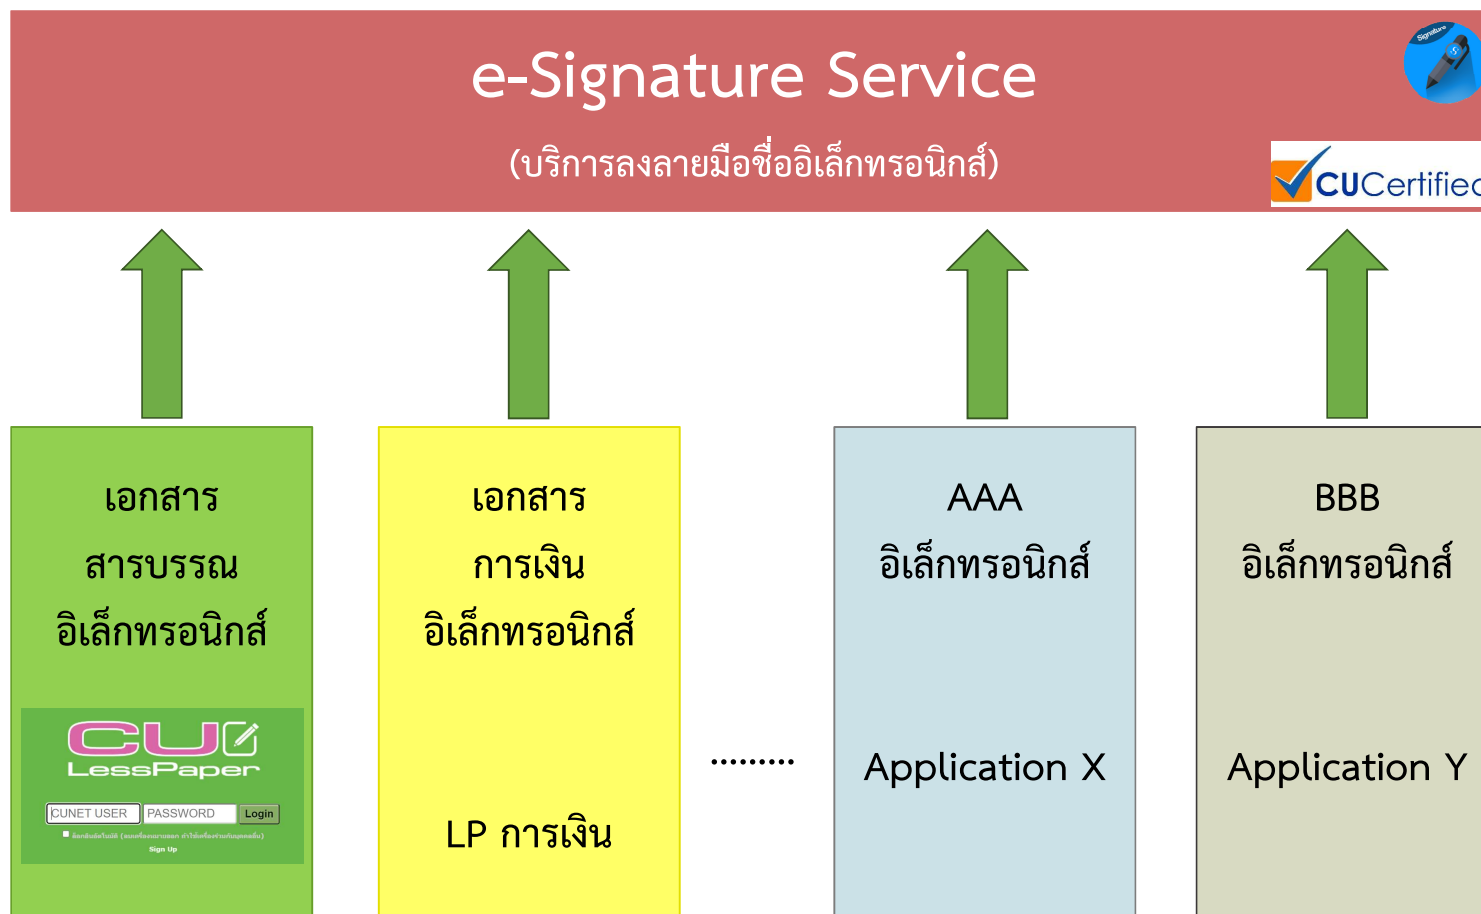 e-Signature Service
(บริการลงลายมือชื่ออิเล็กทรอนิกส์)
Signature
CUCertified
เอกสาร
สารบรรณ
อิเล็กทรอนิกส์
CU
LessPaper
CUNET USER PASSWORD Login
Sign Up
เอกสาร
การเงิน
อิเล็กทรอนิกส์
LP การเงิน
.........
AAA
อิเล็กทรอนิกส์
Application X
BBB
อิเล็กทรอนิกส์
Application Y